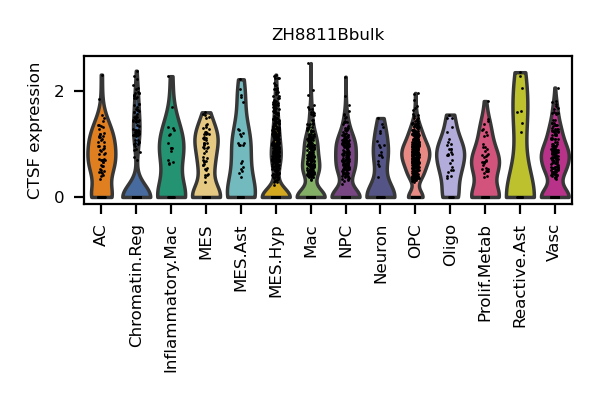 ZH8811Bbulk
CTSF expression
2
0
AC
Chromatin.Reg
Inflammatory.Mac
MES
MES.Ast
MES.Hyp
Mac
NPC
Neuron
OPC
Oligo
Prolif.Metab
Reactive.Ast
Vasc